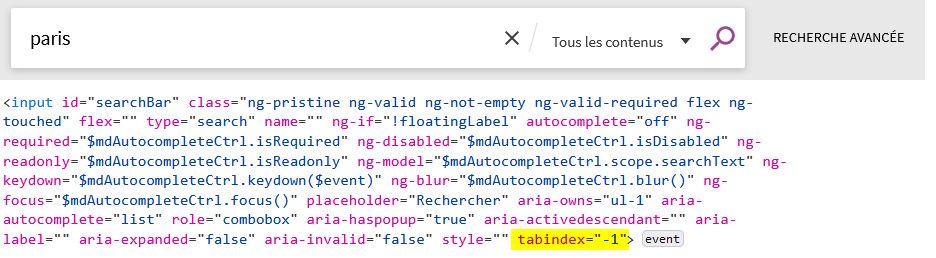 paris
Tous les contenus
RECHERCHE AVANCÉE
<input id="searchBar" class="ng-pristine ng-valid ng-not-empty ng-valid-required flex ng-
touched" flex="" type="search" name="" ng-if="!floatingLabel" autocomplete="off" ng-
required="$mdAutocompleteCtrl.isRequired" ng-disabled="$mdAutocompleteCtrl.isDisabled" ng-
readonly="$mdAutocompleteCtrl.isReadonly" ng-model="$mdAutocompleteCtrl.scope.searchText" ng-
keydown="$mdAutocompleteCtrl.keydown($event)" ng-blur="$mdAutocompleteCtrl.blur()" ng-
focus="$mdAutocompleteCtrl.focus()" placeholder="Rechercher" aria-owns="ul-1" aria-
autocomplete="list" role="combobox" aria-haspopup="true" aria-activedescendant="" aria-
label="" aria-expanded="false" aria-invalid="false" style="" tabindex="-1"> event